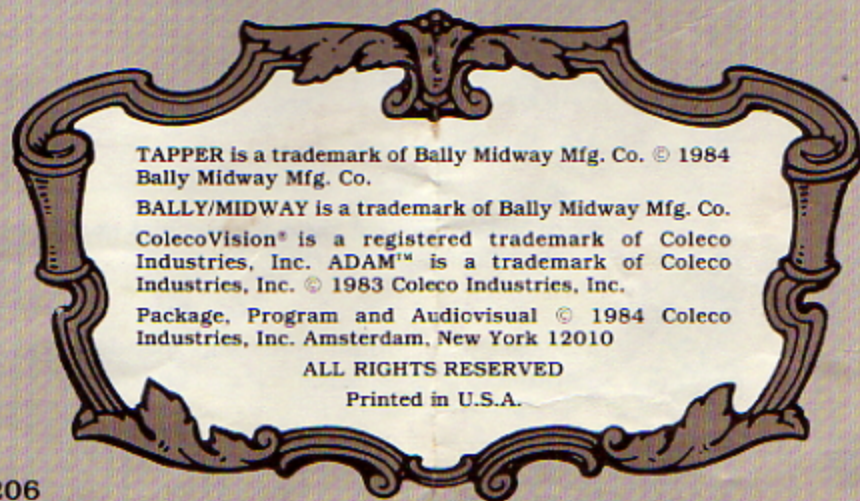 TAPPER is a trademark of Bally Midway Mfg. Co. © 1984
Bally Midway Mfg. Co.
BALLY/MIDWAY is a trademark of Bally Midway Mfg. Co.
ColecoVision® is a registered trademark of Coleco
Industries, Inc. ADAM™ is a trademark of Coleco
Industries, Inc. © 1983 Coleco Industries, Inc.
Package, Program and Audiovisual © 1984 Coleco
Industries, Inc. Amsterdam, New York 12010
ALL RIGHTS RESERVED
Printed in U.S.A.